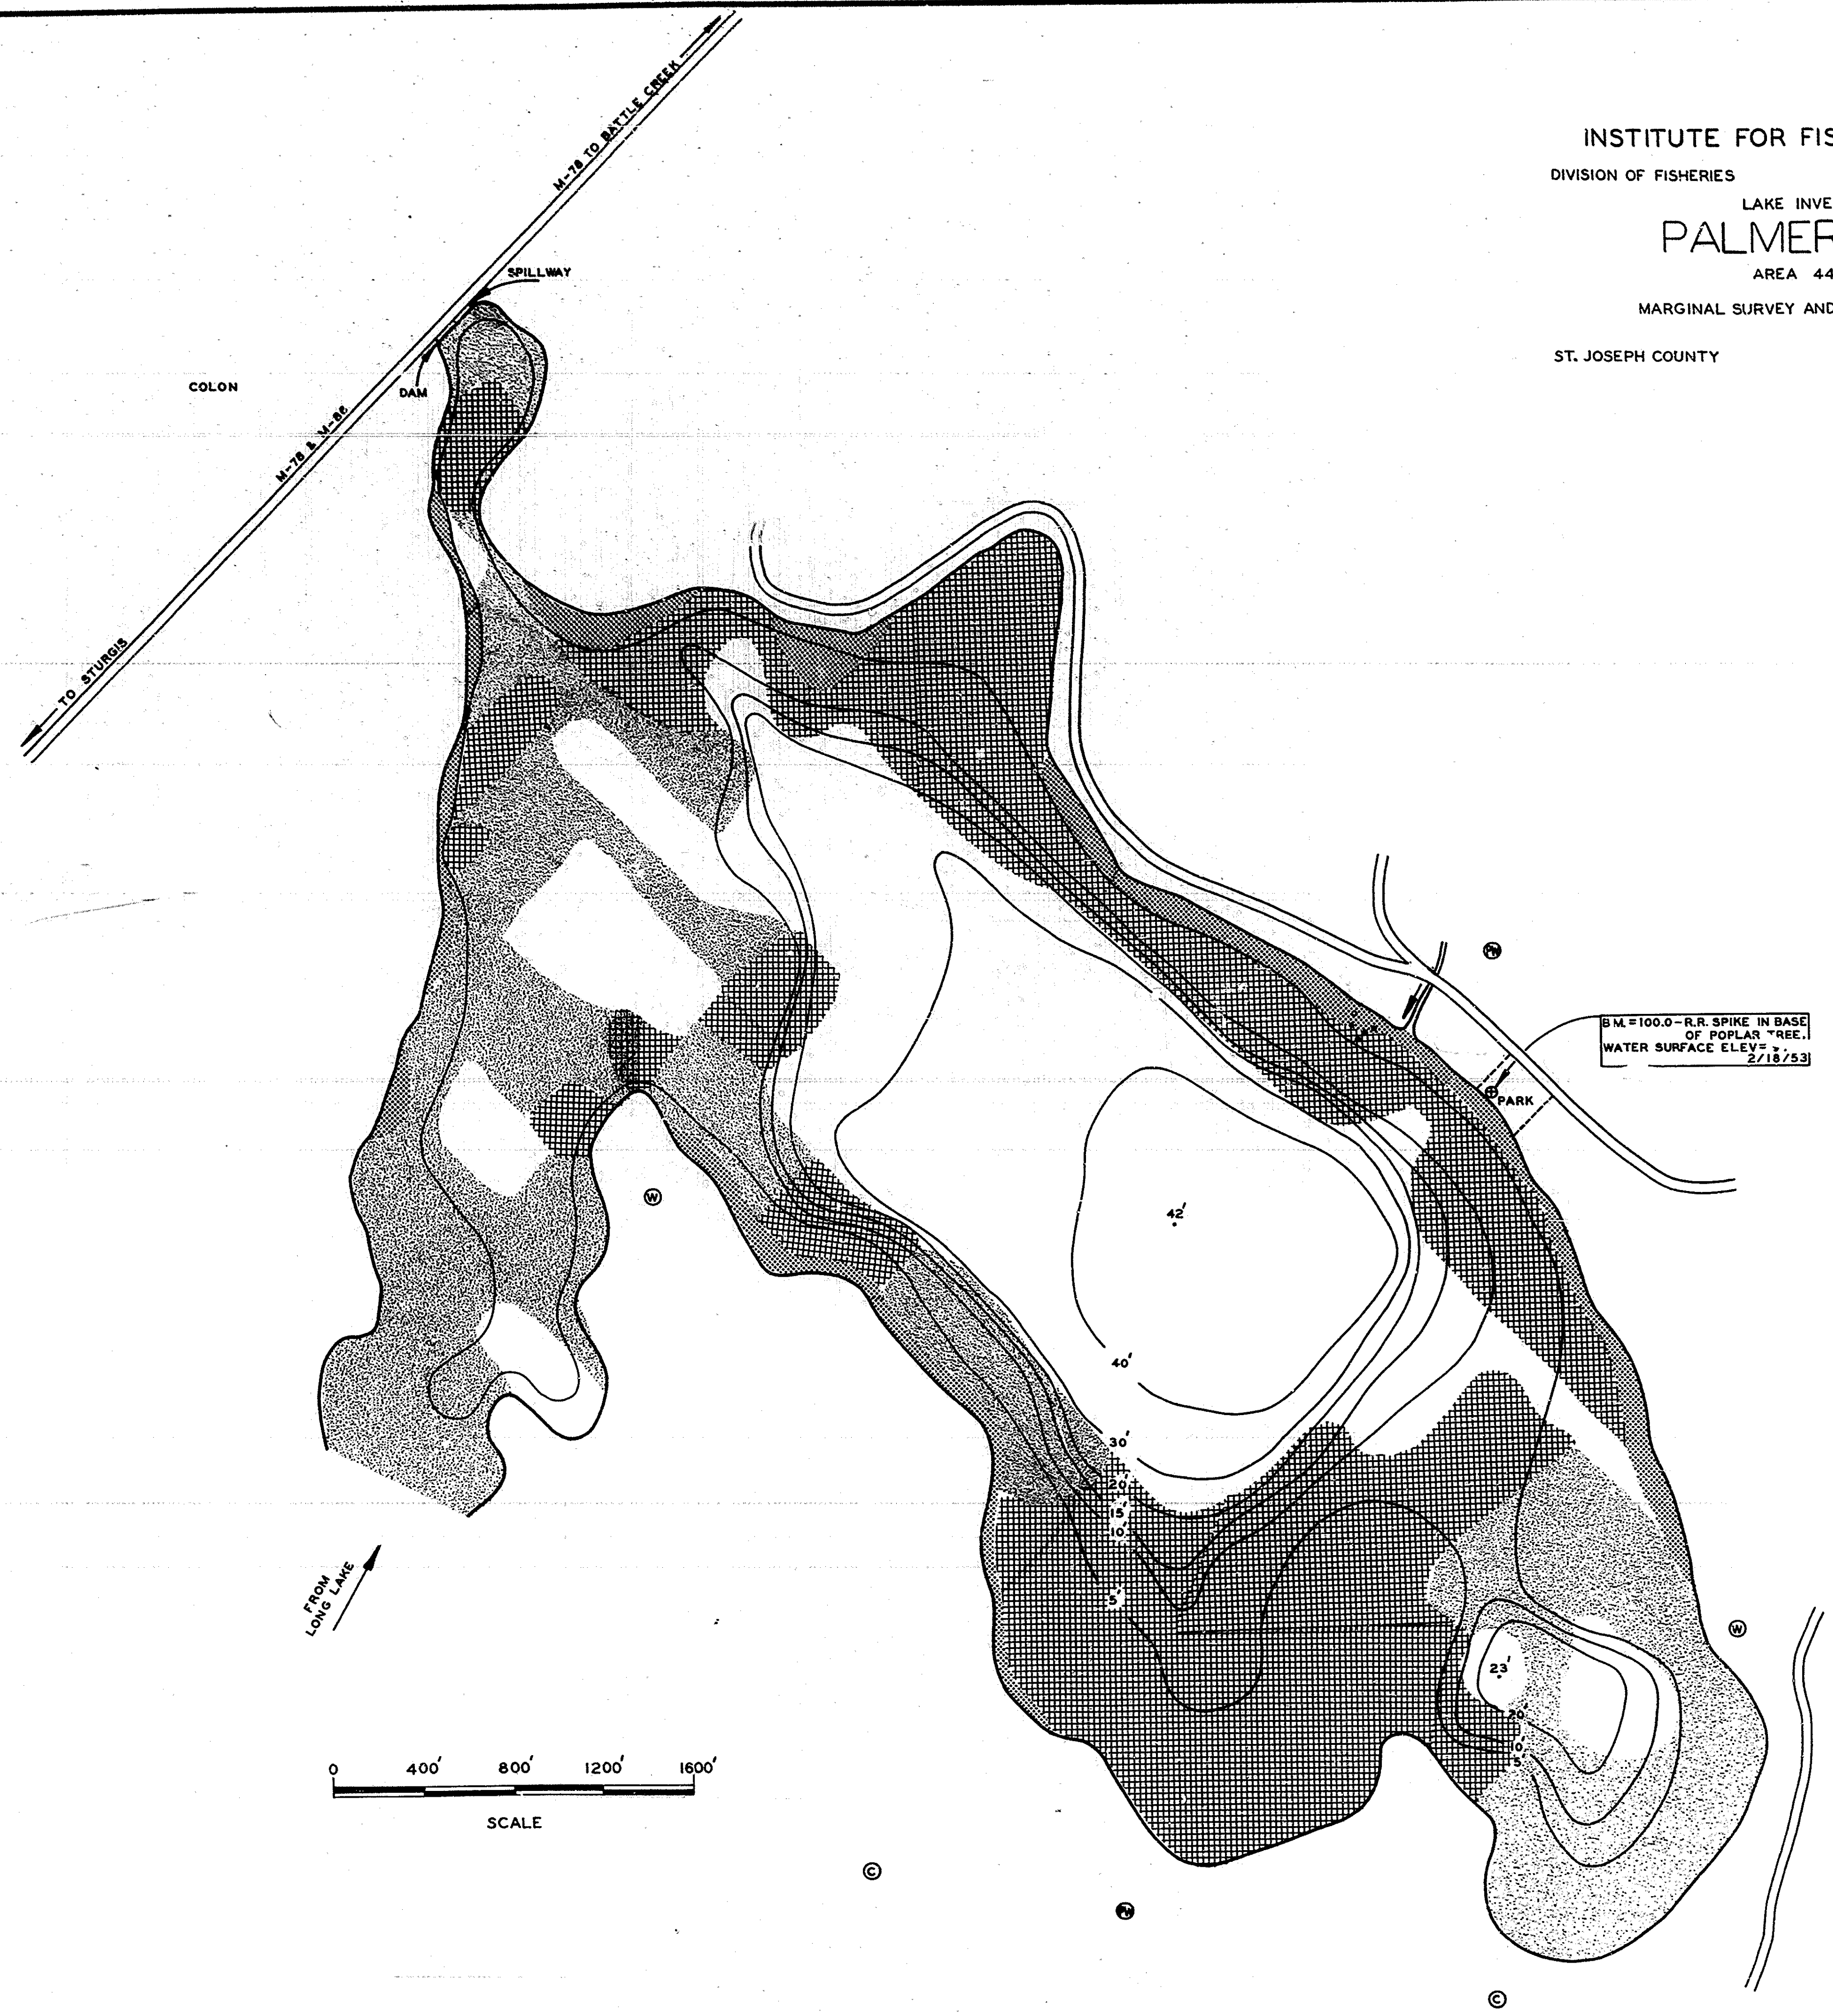 INSTITUTE FOR FIS
DIVISION OF FISHERIES
LAKE INVE
PALMER
AREA 44
MARGINAL SURVEY AND
ST. JOSEPH COUNTY
M-78 TO BATTLE CREEK
SPILLWAY
COLON
DAM
M-78 & M-86
TO STURGIS
PW
B.M.=100.0-R.R. SPIKE IN BASE
OF POPLAR TREE.
WATER SURFACE ELEV=
2/18/53
PARK
W
42'
40'
30'
20'
15'
10'
5'
FROM
LONG LAKE
W
23'
20'
10'
5'
0 400' 800' 1200' 1600'
SCALE
C
PW
C